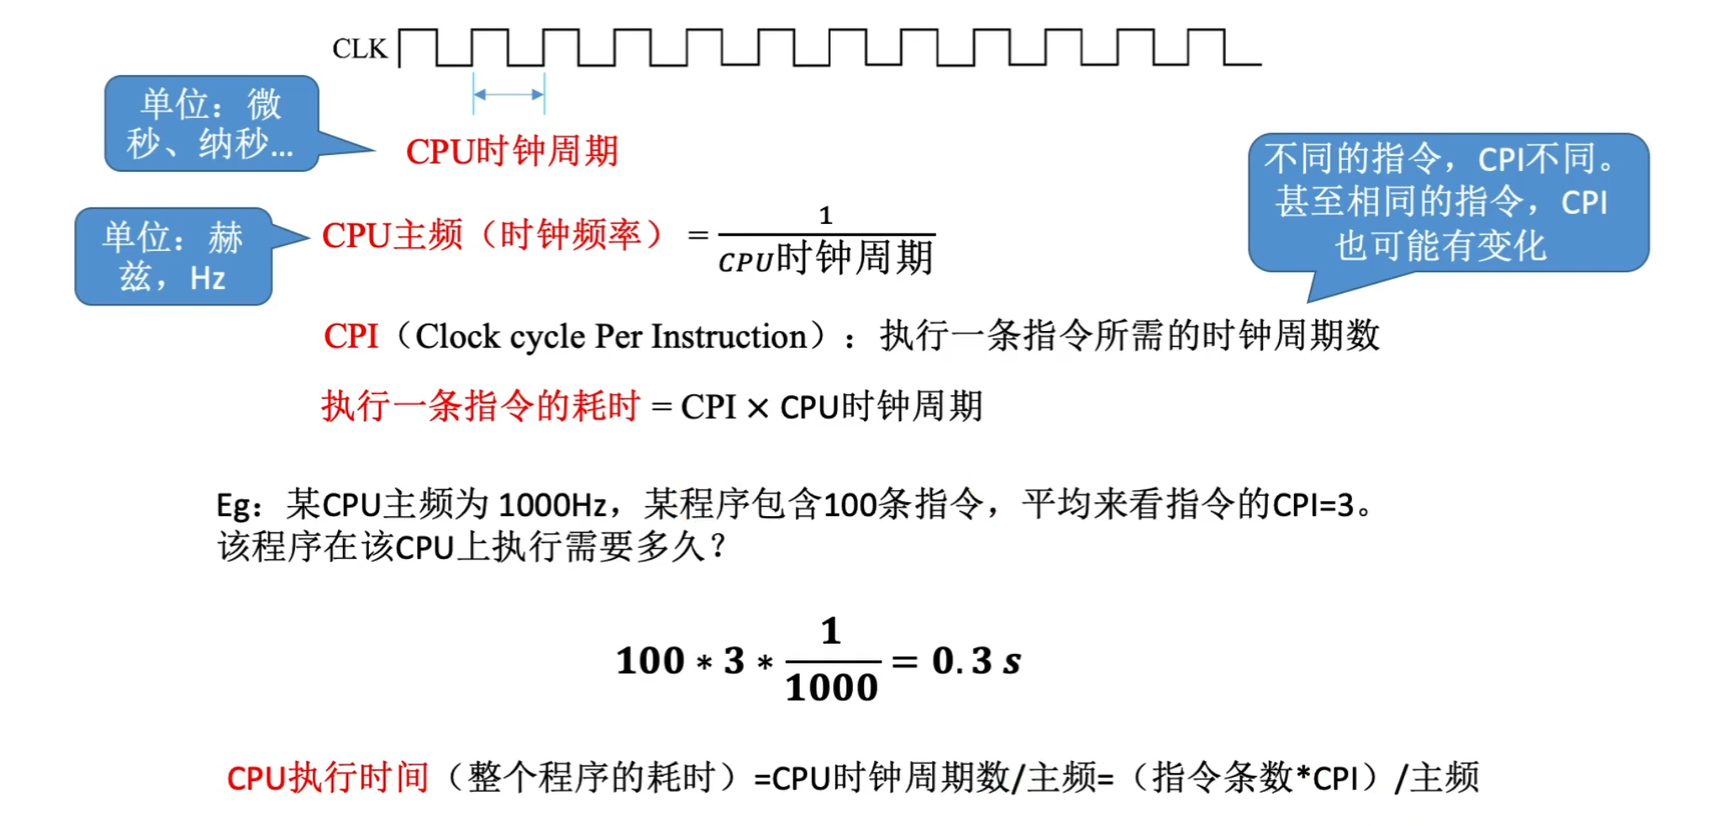 CLK
单位：微
秒、纳秒...
CPU时钟周期
不同的指令，CPI不同。
甚至相同的指令，CPI
也可能有变化
单位：赫
兹，Hz
CPU主频（时钟频率） = 1/CPU时钟周期
CPI（Clock cycle Per Instruction）：执行一条指令所需的时钟周期数
执行一条指令的耗时 = CPI × CPU时钟周期
Eg：某CPU主频为 1000Hz，某程序包含100条指令，平均来看指令的CPI=3。
该程序在该CPU上执行需要多久？
100 * 3 * 1/1000 = 0.3 s
CPU执行时间（整个程序的耗时）=CPU时钟周期数/主频=（指令条数*CPI）/主频